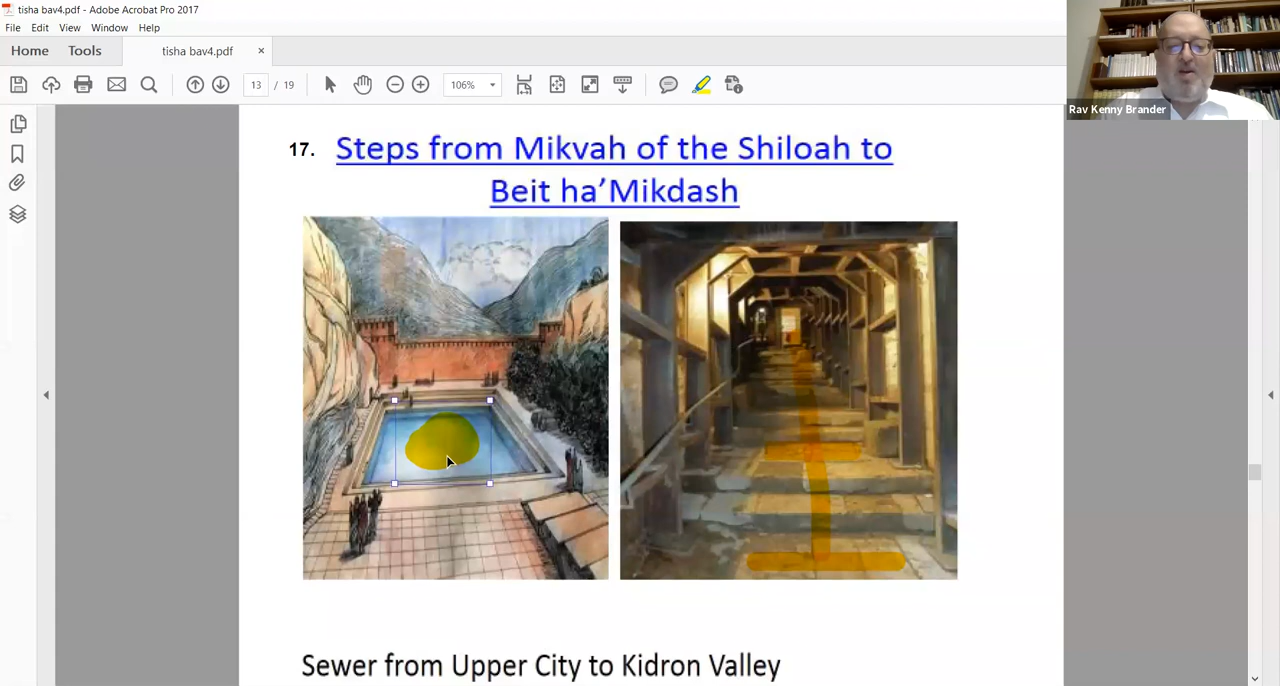 tisha bav4.pdf - Adobe Acrobat Pro 2017
File Edit View Window Help
Home Tools tisha bav4.pdf ×
13 / 19 106%
Rav Kenny Brander
17. Steps from Mikvah of the Shiloah to
Beit ha’Mikdash
Sewer from Upper City to Kidron Valley